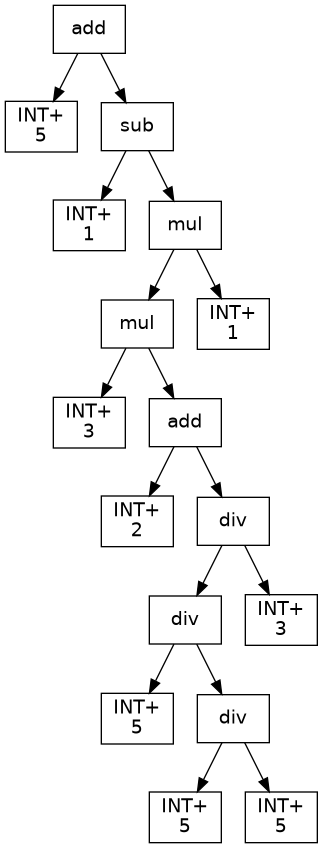 add
INT+
5
sub
INT+
1
mul
mul
INT+
1
INT+
3
add
INT+
2
div
div
INT+
3
INT+
5
div
INT+
5
INT+
5